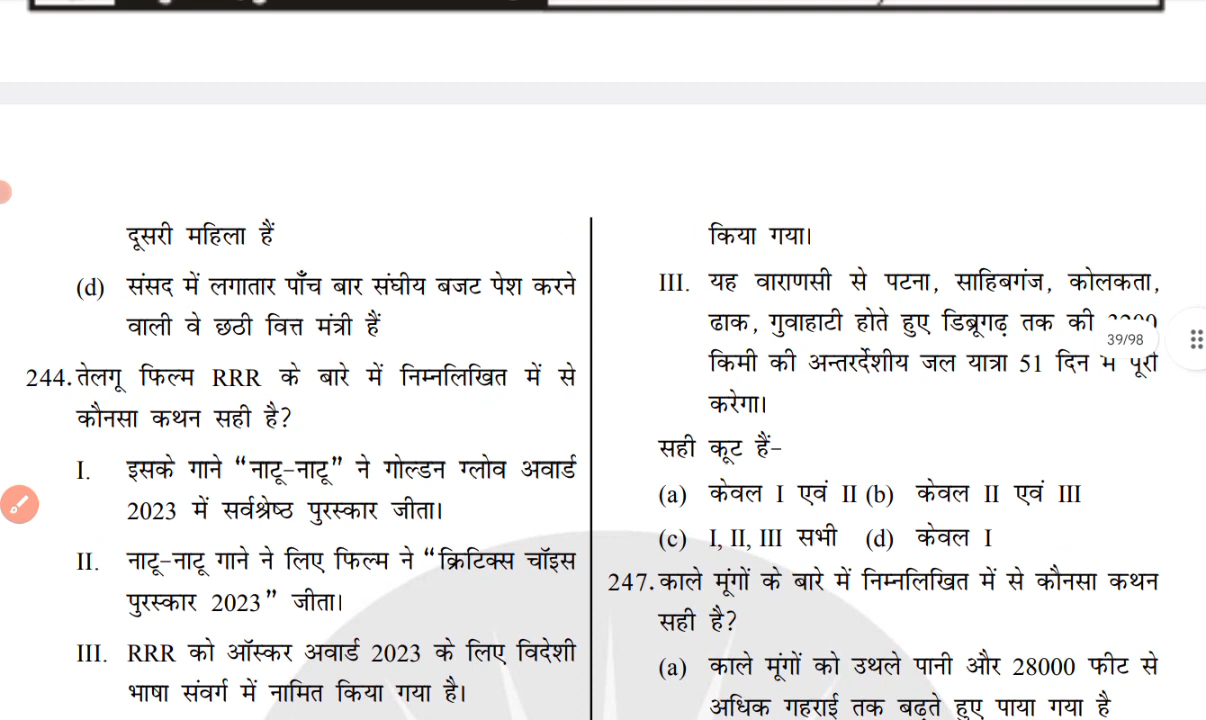 दूसरी महिला हैं
(d) संसद में लगातार पाँच बार संघीय बजट पेश करने
वाली वे छठी वित्त मंत्री हैं
244. तेलगू फिल्म RRR के बारे में निम्नलिखित में से
कौनसा कथन सही है?
I. इसके गाने “नाटू-नाटू” ने गोल्डन ग्लोव अवार्ड
2023 में सर्वश्रेष्ठ पुरस्कार जीता।
II. नाटू-नाटू गाने ने लिए फिल्म ने “क्रिटिक्स चॉइस
पुरस्कार 2023” जीता।
III. RRR को ऑस्कर अवार्ड 2023 के लिए विदेशी
भाषा संवर्ग में नामित किया गया है।
किया गया।
III. यह वाराणसी से पटना, साहिबगंज, कोलकता,
ढाक, गुवाहाटी होते हुए डिब्रूगढ़ तक की
39/98
किमी की अन्तरर्देशीय जल यात्रा 51 दिन में पूरी
करेगा।
सही कूट हैं-
(a) केवल I एवं II (b) केवल II एवं III
(c) I, II, III सभी (d) केवल I
247. काले मूंगों के बारे में निम्नलिखित में से कौनसा कथन
सही है?
(a) काले मूंगों को उथले पानी और 28000 फीट से
अधिक गहराई तक बढ़ते हुए पाया गया है